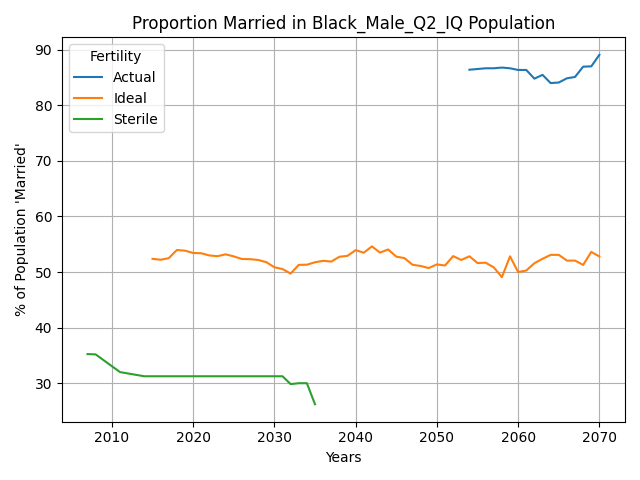 Proportion Married in Black_Male_Q2_IQ Population
% of Population 'Married'
Fertility
Actual
Ideal
Sterile
90
80
70
60
50
40
30
2010 2020 2030 2040 2050 2060 2070
Years